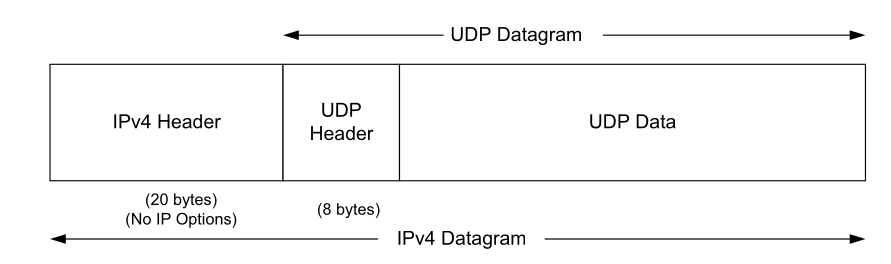 UDP Datagram
IPv4 Header
UDP
Header
UDP Data
(20 bytes)
(No IP Options)
(8 bytes)
IPv4 Datagram